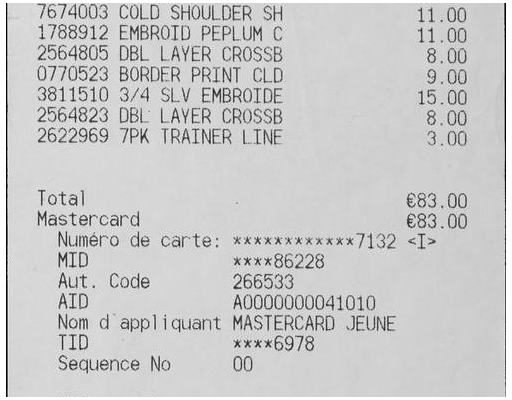 7674003 COLD SHOULDER SH 11.00
1788912 EMBROID PEPLUM C 11.00
2564805 DBL LAYER CROSSB 8.00
0770523 BORDER PRINT CLD 9.00
3811510 3/4 SLV EMBROIDE 15.00
2564823 DBL LAYER CROSSB 8.00
2622969 7PK TRAINER LINE 3.00
Total €83.00
Mastercard €83.00
Numéro de carte: ************7132 <I>
MID ****86228
Aut. Code 266533
AID A0000000041010
Nom d`appliquant MASTERCARD JEUNE
TID ****6978
Sequence No 00